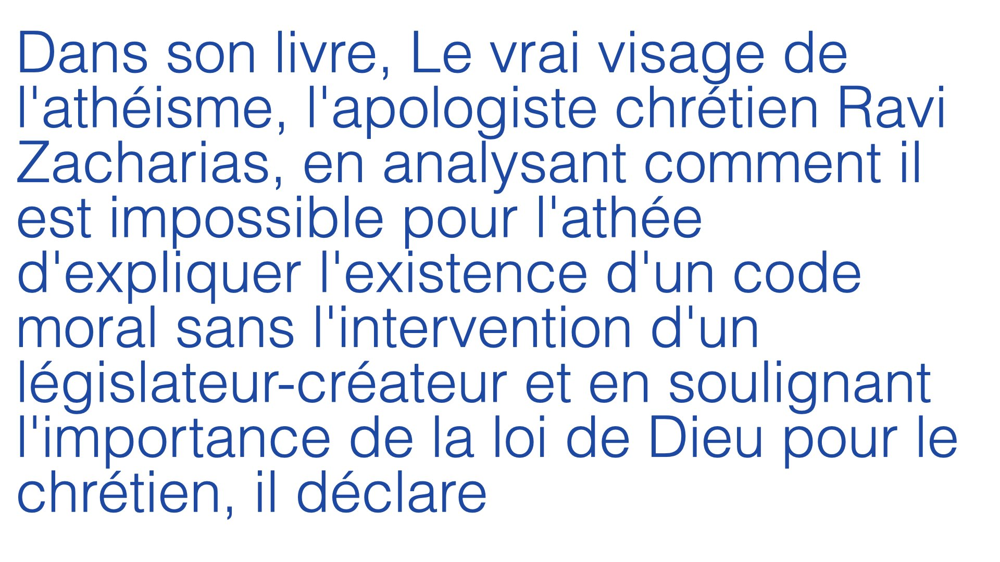 Dans son livre, Le vrai visage de
l'athéisme, l'apologiste chrétien Ravi
Zacharias, en analysant comment il
est impossible pour l'athée
d'expliquer l'existence d'un code
moral sans l'intervention d'un
législateur-créateur et en soulignant
l'importance de la loi de Dieu pour le
chrétien, il déclare